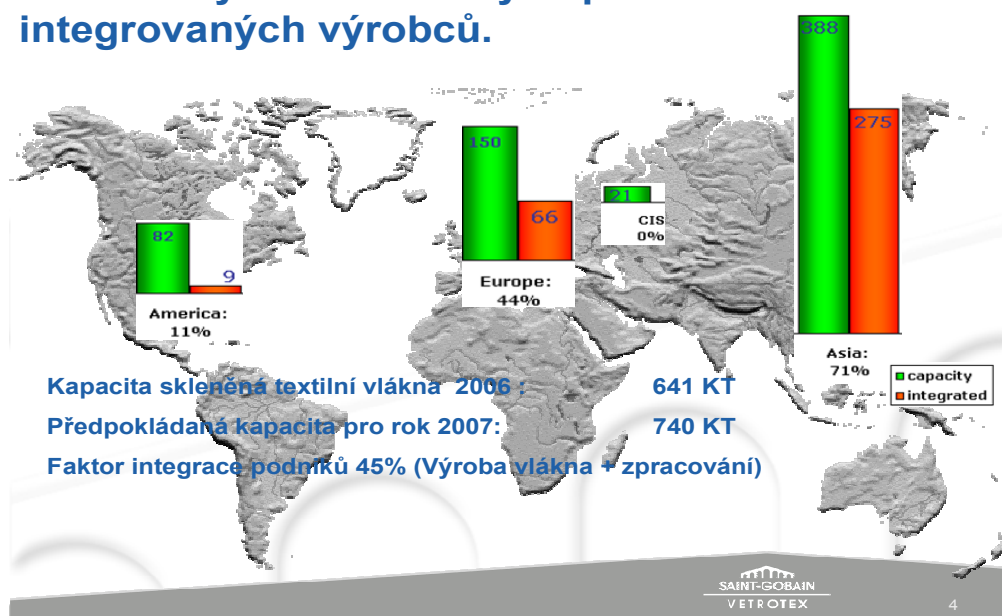 integrovaných výrobců.
388
275
150
66
21
CIS
0%
82
9
Europe:
44%
America:
11%
Asia:
71%
capacity
integrated
Kapacita skleněná textilní vlákna 2006 : 641 KT
Předpokládaná kapacita pro rok 2007: 740 KT
Faktor integrace podniků 45% (Výroba vlákna + zpracování)
SAINT-GOBAIN
VETROTEX
4